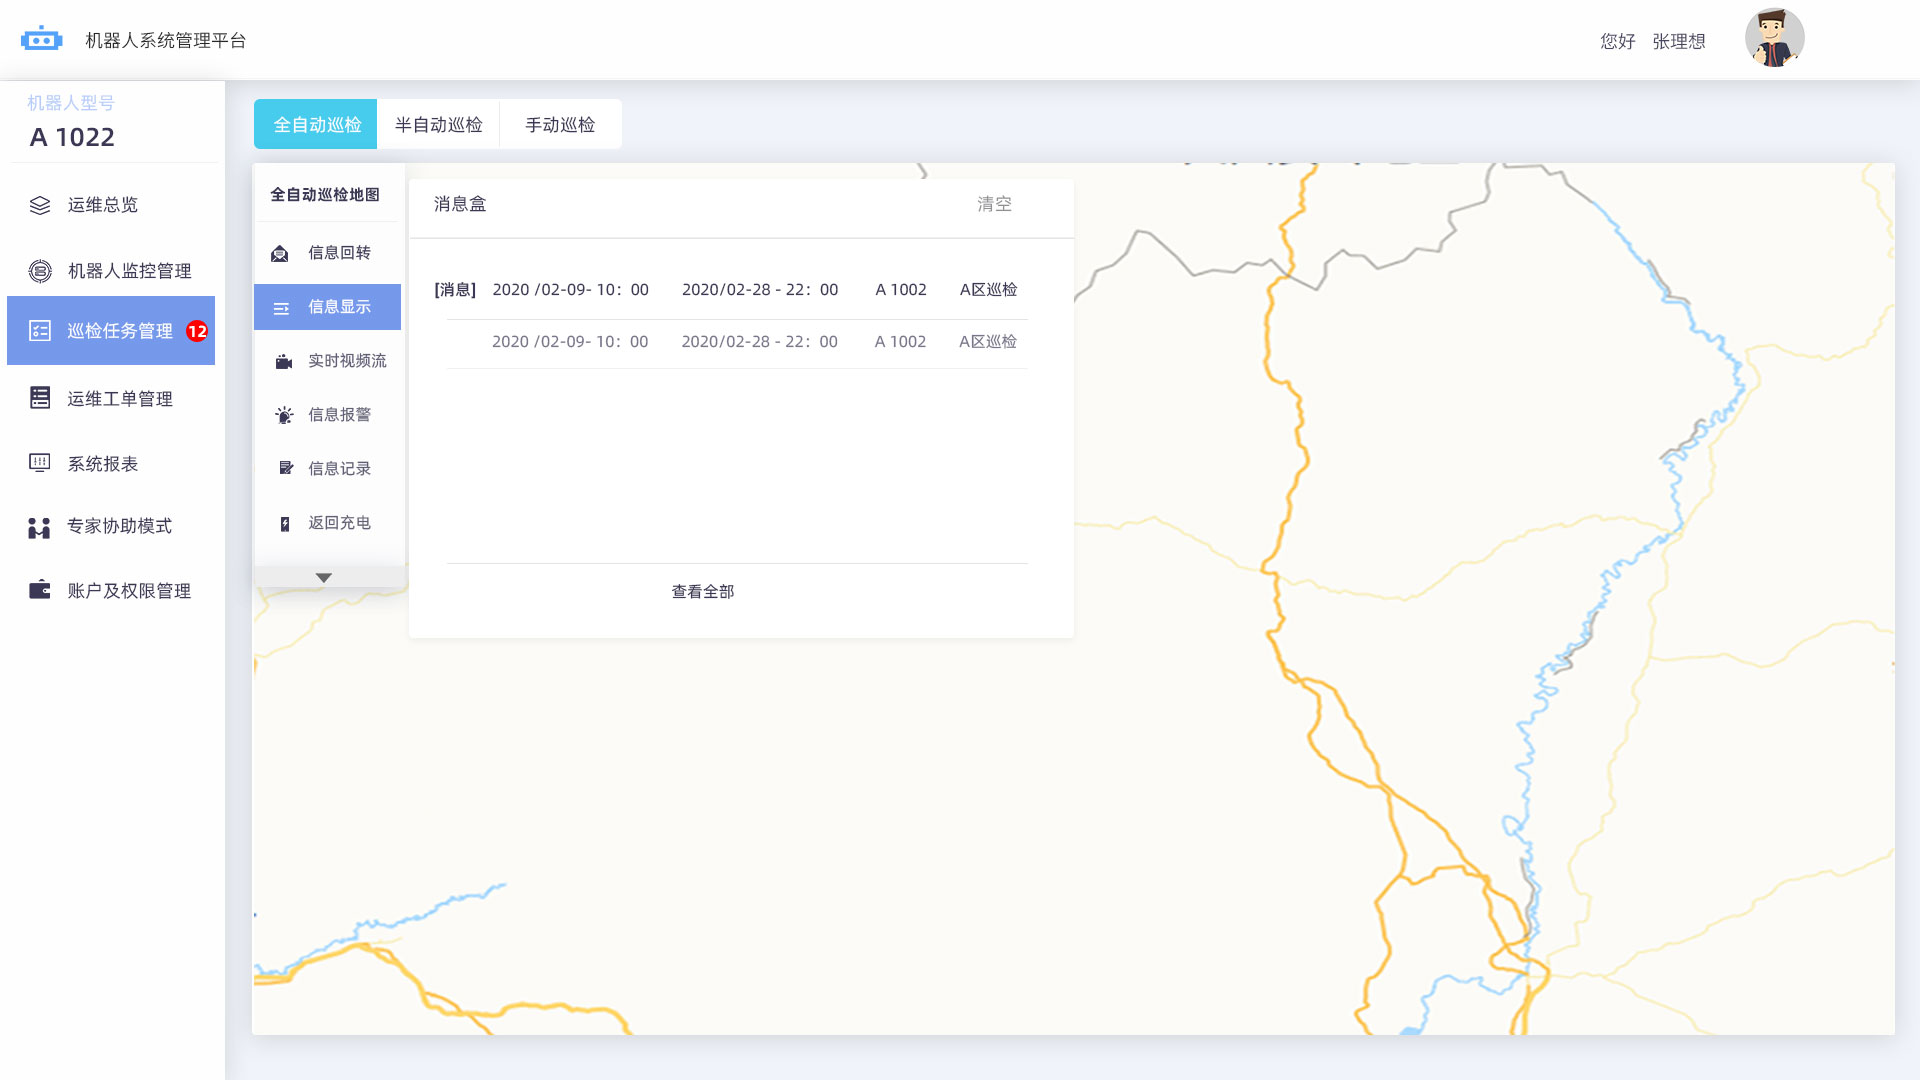 机器人系统管理平台
您好 张理想
机器人型号
A 1022
运维总览
机器人监控管理
巡检任务管理 12
运维工单管理
系统报表
专家协助模式
账户及权限管理
全自动巡检 半自动巡检 手动巡检
全自动巡检地图
信息回转
信息显示
实时视频流
信息报警
信息记录
返回充电
消息盒 清空
[消息] 2020 /02-09- 10：00 2020/02-28 - 22：00 A 1002 A区巡检
2020 /02-09- 10：00 2020/02-28 - 22：00 A 1002 A区巡检
查看全部